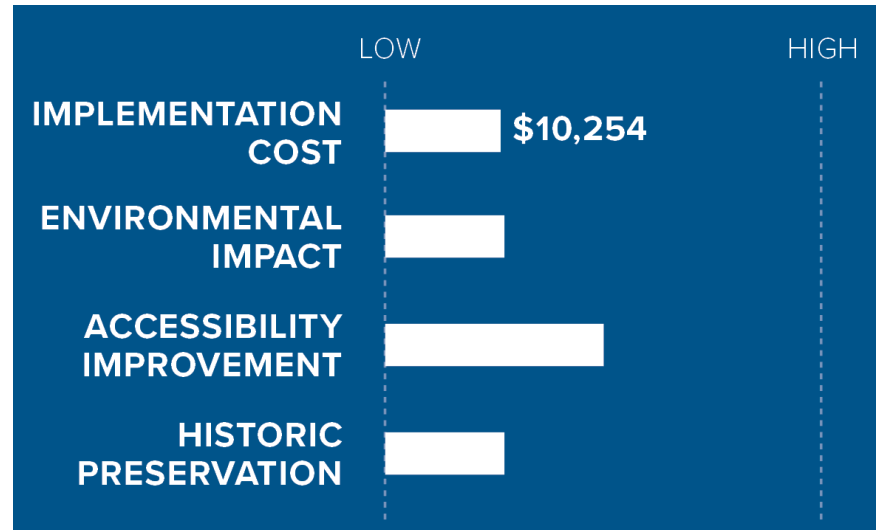 LOW HIGH
IMPLEMENTATION
COST
$10,254
ENVIRONMENTAL
IMPACT
ACCESSIBILITY
IMPROVEMENT
HISTORIC
PRESERVATION